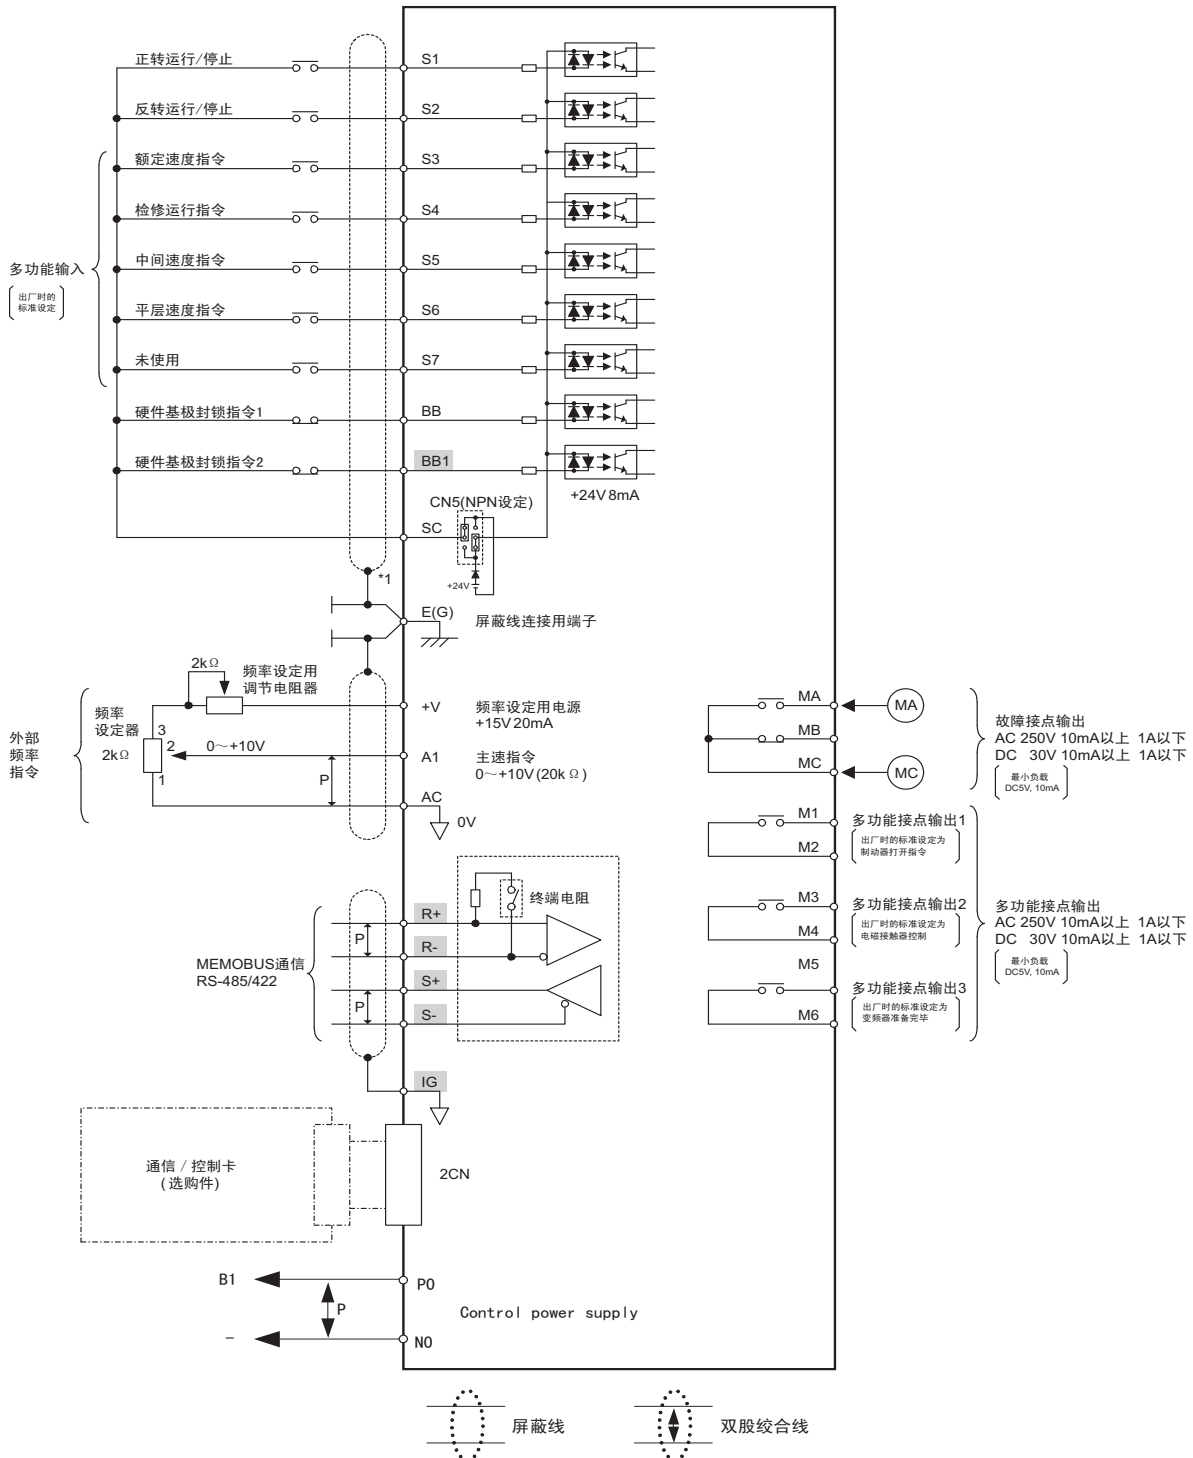 正转运行/停止
S1
反转运行/停止
S2
额定速度指令
S3
检修运行指令
S4
中间速度指令
S5
多功能输入
出厂时的
标准设定
平层速度指令
S6
未使用
S7
硬件基极封锁指令1
BB
硬件基极封锁指令2
BB1
+24V 8mA
CN5(NPN设定)
SC
+24V
*1
E(G)
屏蔽线连接用端子
2kΩ
频率设定用
调节电阻器
+V
频率设定用电源
+15V 20mA
频率
设定器
2kΩ
3
2
1
0～+10V
外部
频率
指令
A1
主速指令
0～+10V(20kΩ)
P
AC
0V
MA
MA
MB
MC
MC
故障接点输出
AC 250V 10mA以上 1A以下
DC 30V 10mA以上 1A以下
最小负载
DC5V, 10mA
M1
M2
多功能接点输出1
出厂时的标准设定为
制动器打开指令
M3
M4
多功能接点输出2
出厂时的标准设定为
电磁接触器控制
多功能接点输出
AC 250V 10mA以上 1A以下
DC 30V 10mA以上 1A以下
最小负载
DC5V, 10mA
M5
M6
多功能接点输出3
出厂时的标准设定为
变频器准备完毕
终端电阻
R+
P
R-
MEMOBUS通信
RS-485/422
S+
P
S-
IG
通信 / 控制卡
(选购件)
2CN
B1
P0
P
Control power supply
－
N0
屏蔽线
双股绞合线